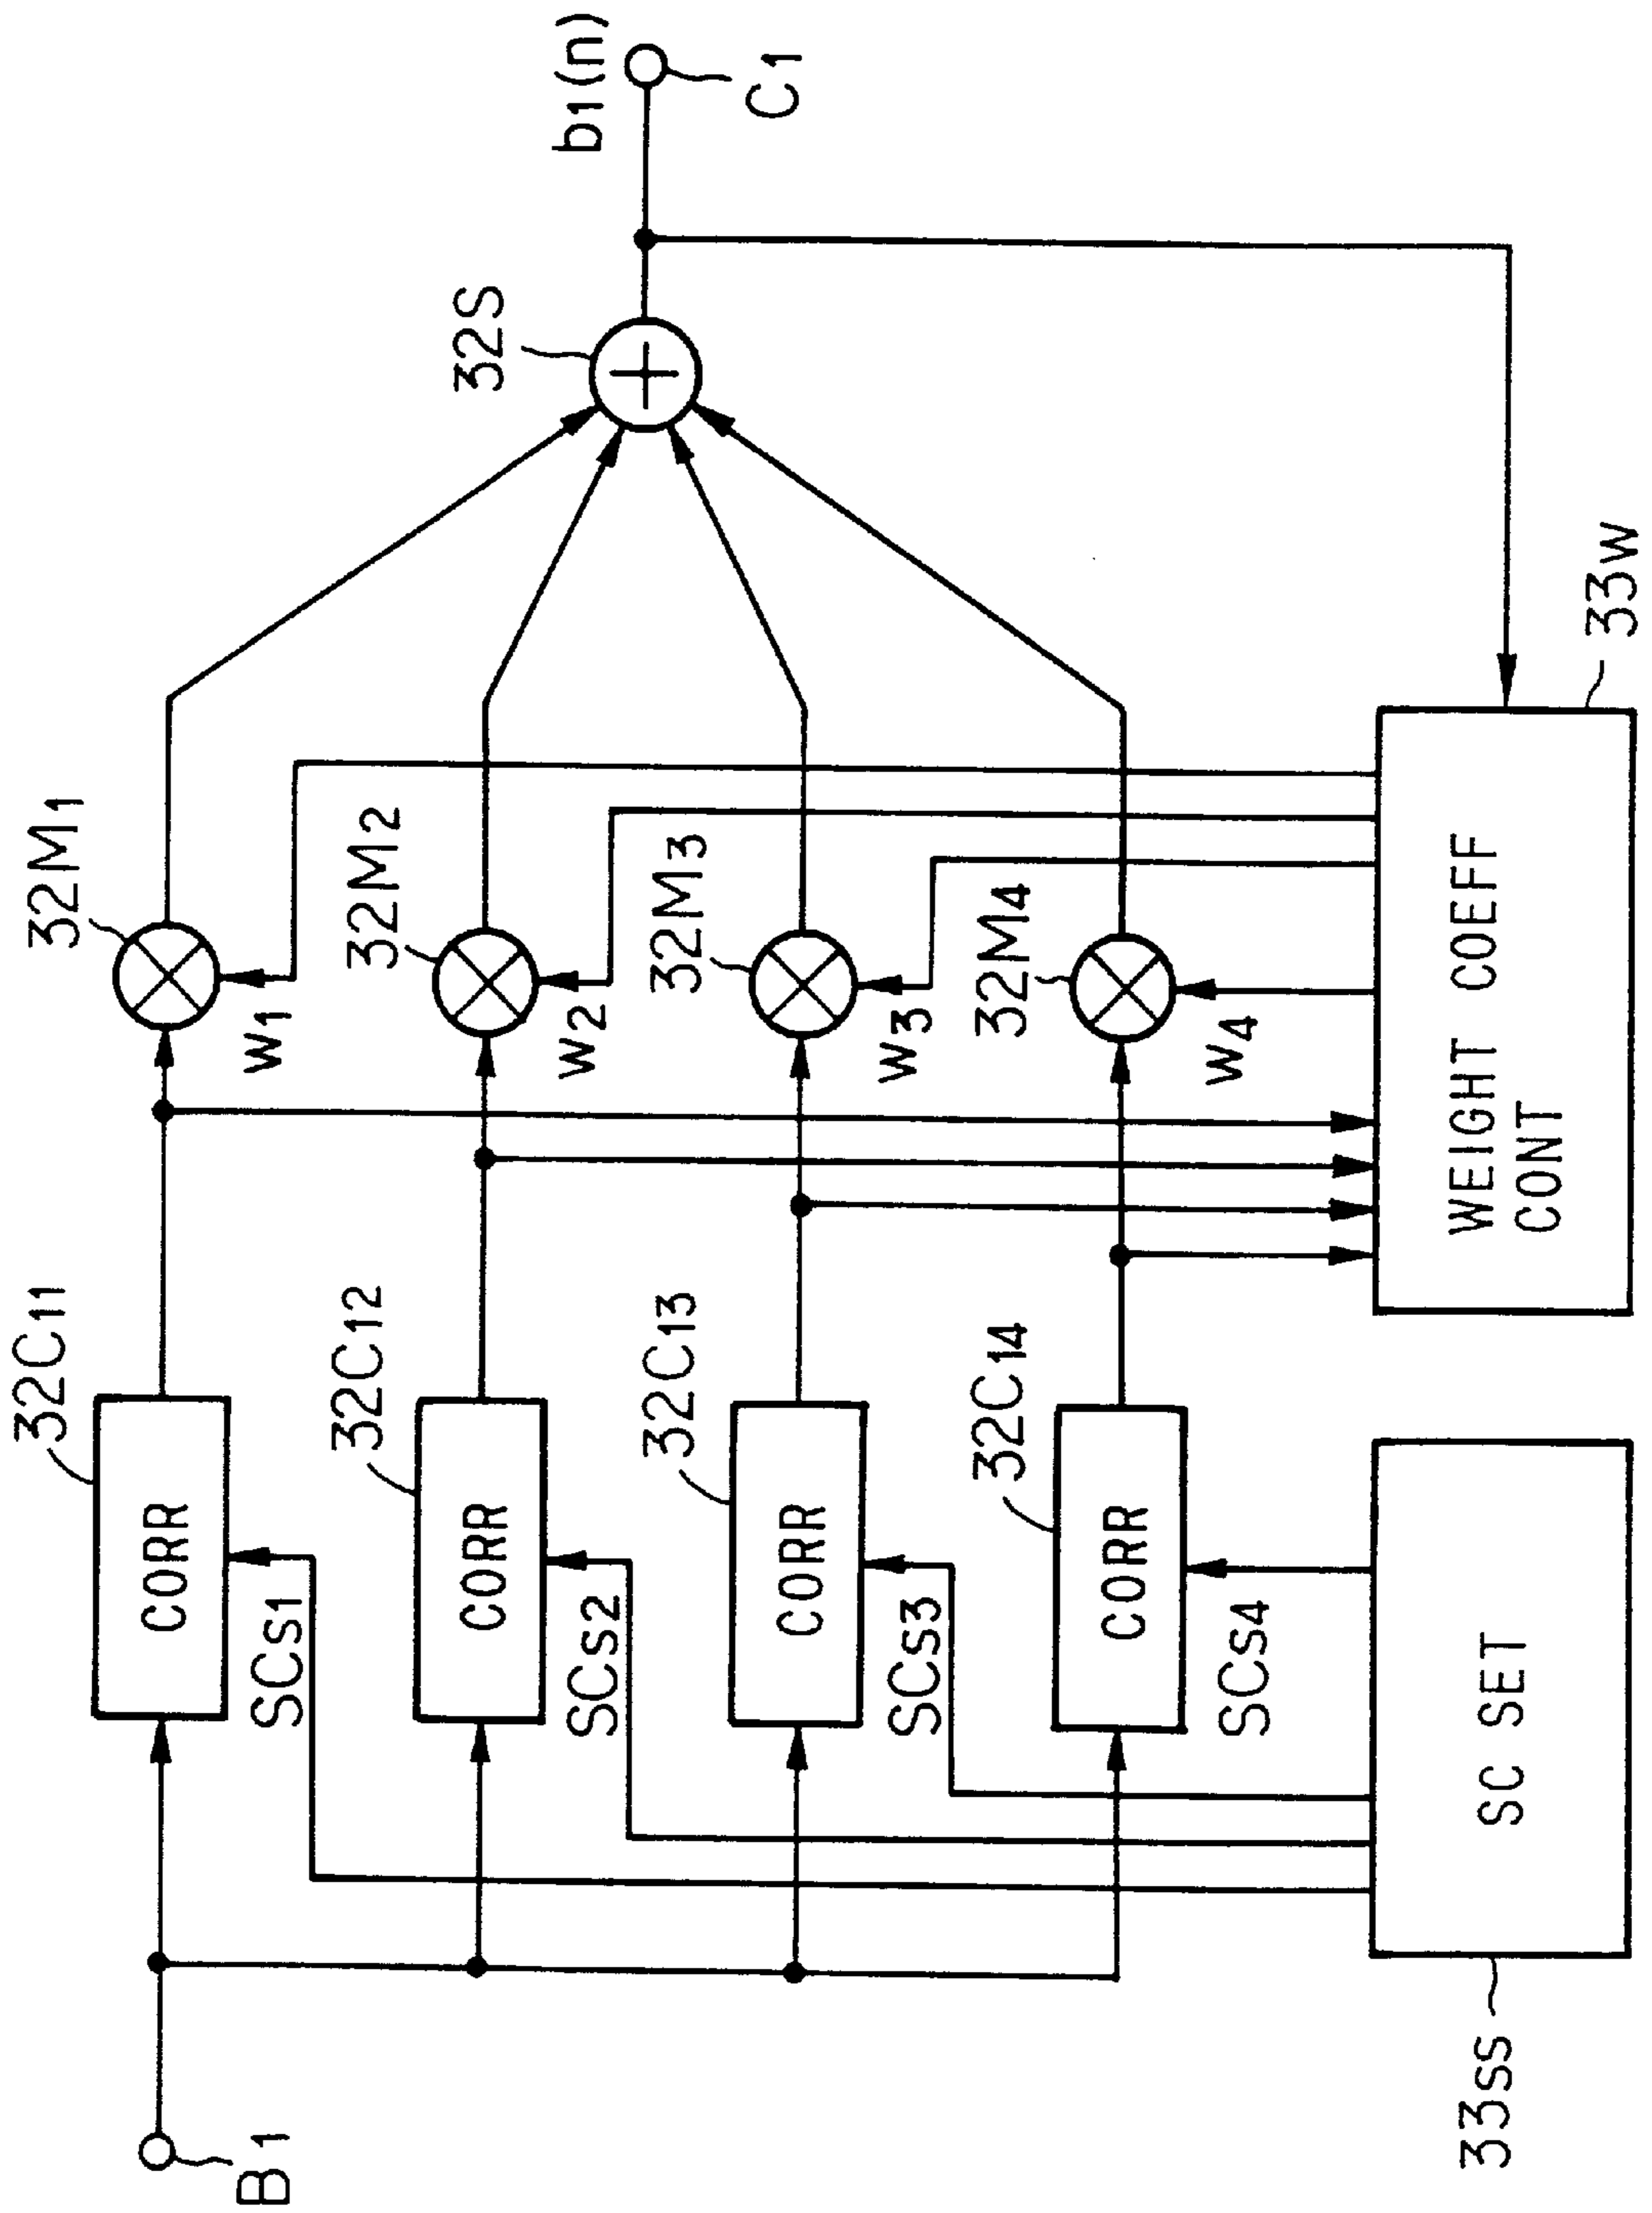 32C11
32M1
CORR
SCs1
w1
B1
32C12
32M2
CORR
SCs2
w2
32S
b1(n)
C1
32C13
32M3
CORR
SCs3
w3
32C14
32M4
CORR
SCs4
w4
SC SET
WEIGHT COEFF
CONT
33ss
33w